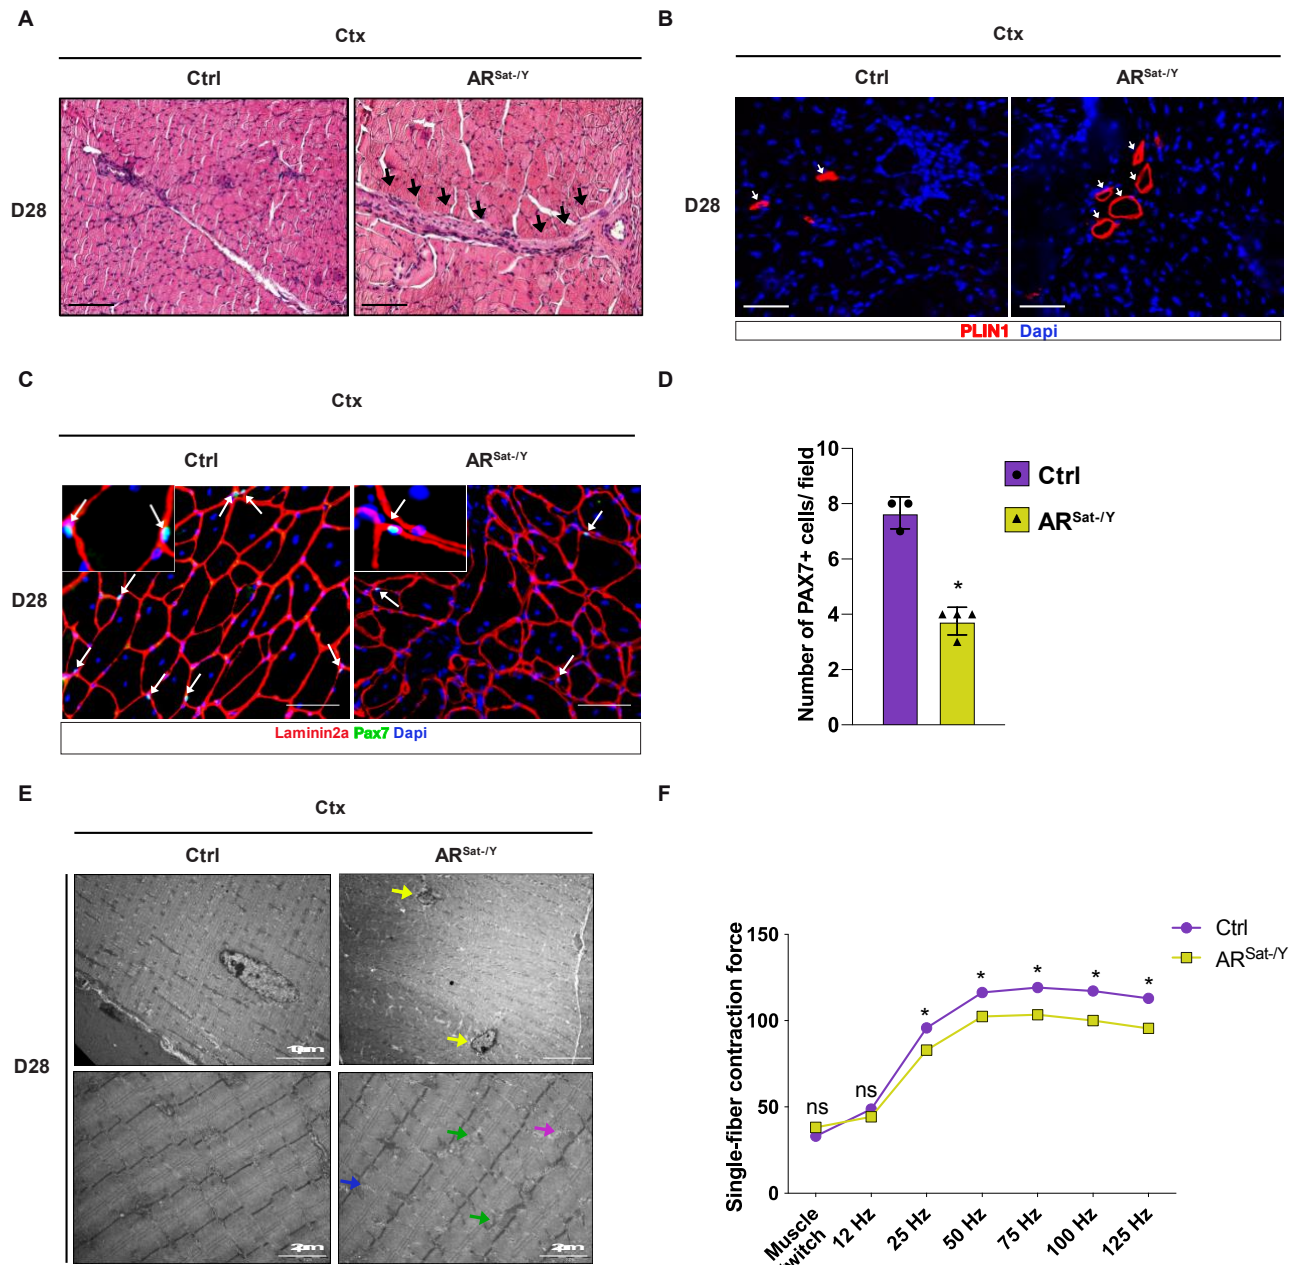 A
Ctx
Ctrl
AR^Sat-/Y
D28
B
Ctx
Ctrl
AR^Sat-/Y
D28
PLIN1 Dapi
C
Ctx
Ctrl
AR^Sat-/Y
D28
Laminin2a Pax7 Dapi
D
Number of PAX7+ cells/ field
10
8
6
4
2
0
*
Ctrl
AR^Sat-/Y
E
Ctx
Ctrl
AR^Sat-/Y
D28
2µm
2µm
F
Single-fiber contraction force
150
100
50
0
ns
ns
*
*
*
*
*
Ctrl
AR^Sat-/Y
Muscle
12 Hz
25 Hz
50 Hz
75 Hz
100 Hz
125 Hz